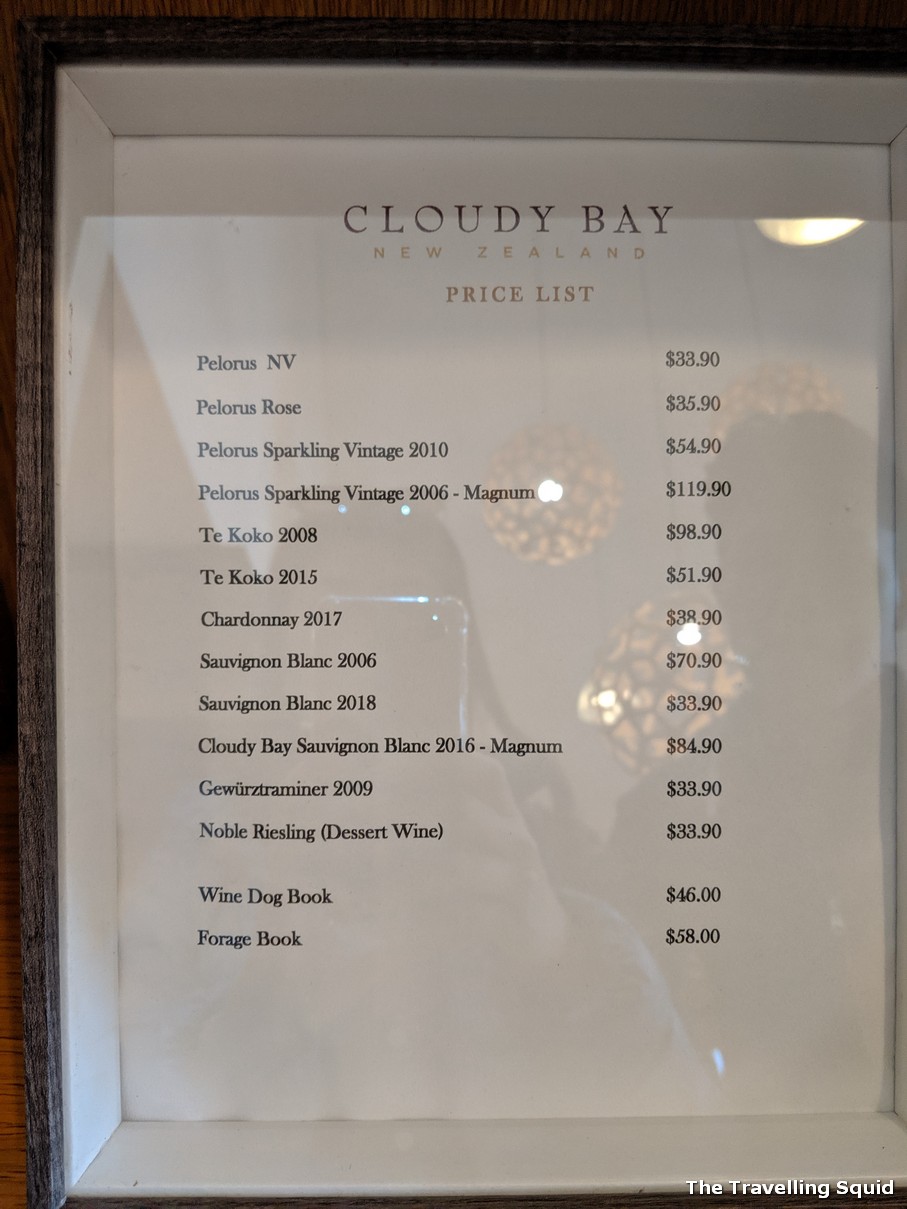 CLOUDY BAY
NEW ZEALAND
PRICE LIST
Pelorus NV $33.90
Pelorus Rose $35.90
Pelorus Sparkling Vintage 2010 $54.90
Pelorus Sparkling Vintage 2006 - Magnum $119.90
Te Koko 2008 $98.90
Te Koko 2015 $51.90
Chardonnay 2017 $38.90
Sauvignon Blanc 2006 $70.90
Sauvignon Blanc 2018 $33.90
Cloudy Bay Sauvignon Blanc 2016 - Magnum $84.90
Gewürztraminer 2009 $33.90
Noble Riesling (Dessert Wine) $33.90
Wine Dog Book $46.00
Forage Book $58.00
The Travelling Squid